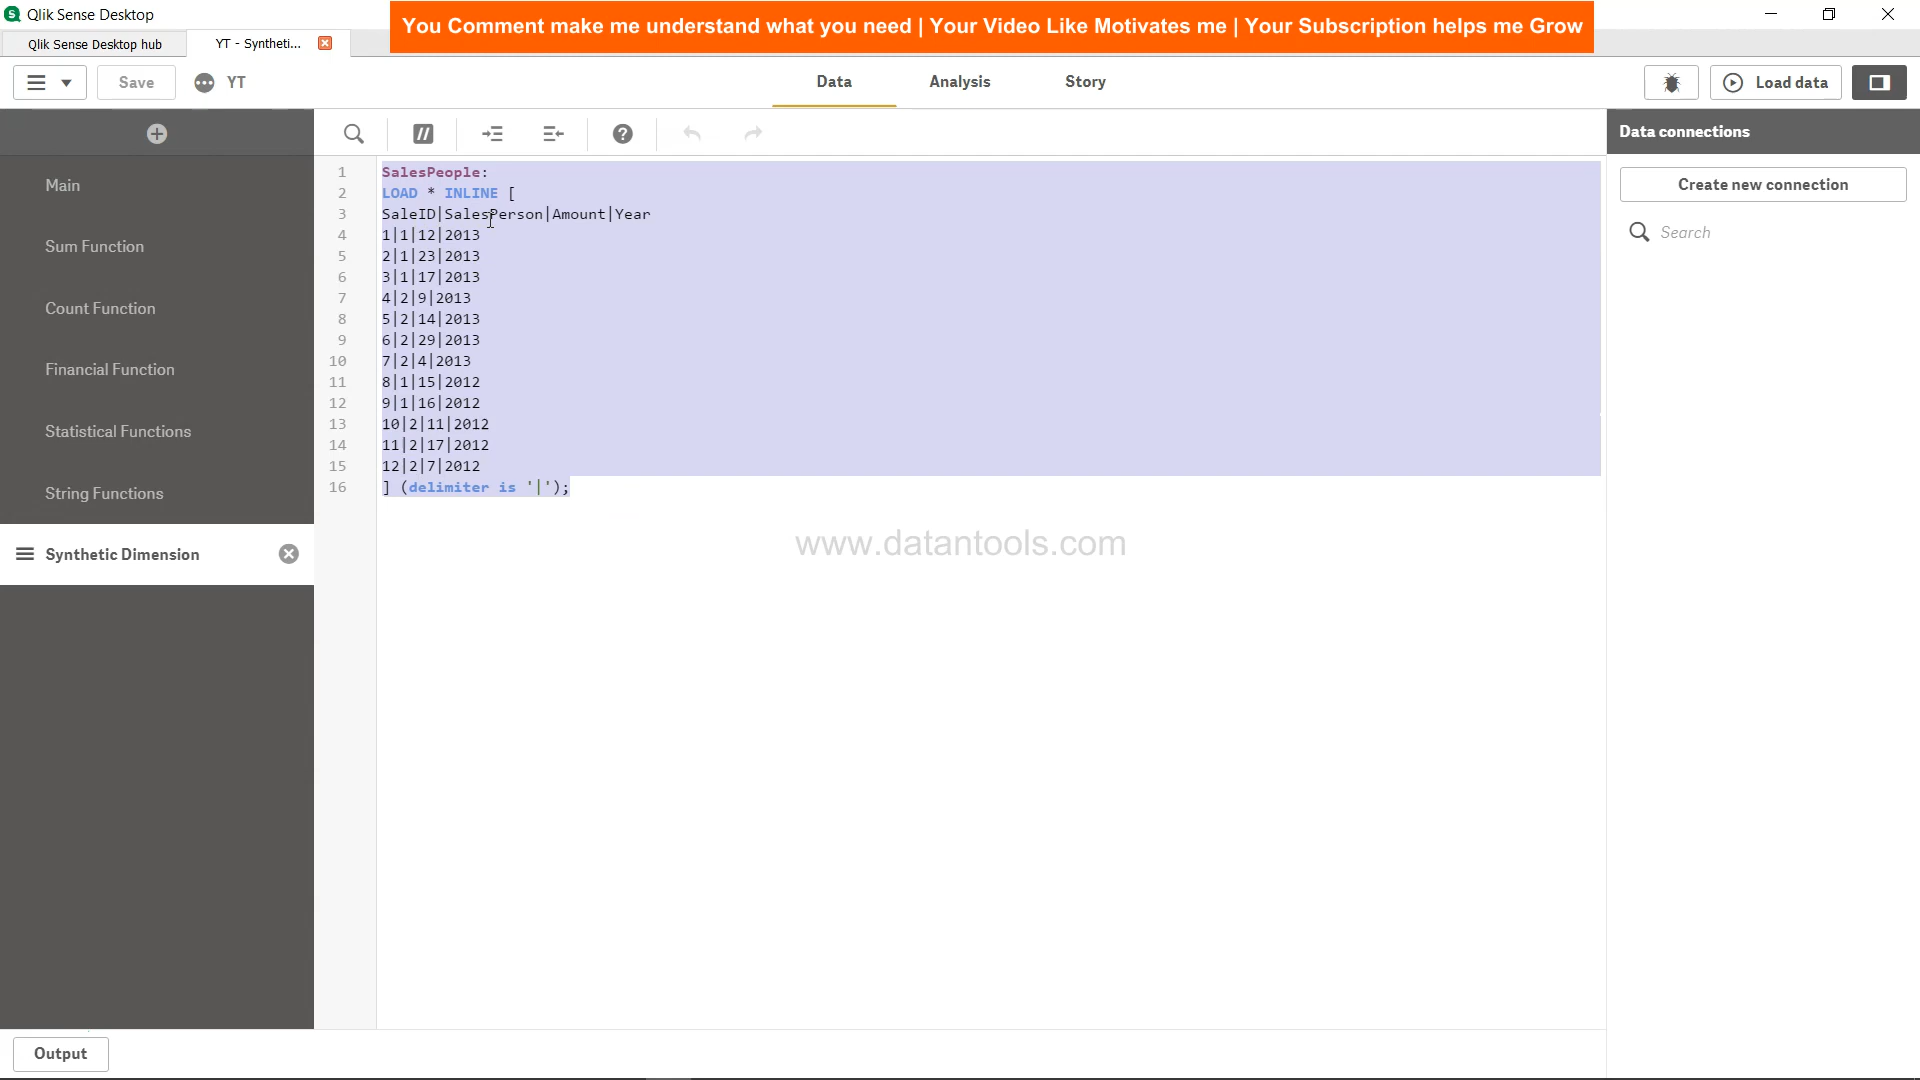 Qlik Sense Desktop
You Comment make me understand what you need | Your Video Like Motivates me | Your Subscription helps me Grow
Qlik Sense Desktop hub
YT - Syntheti...
Save
YT
Data
Analysis
Story
Load data
Main
Sum Function
Count Function
Financial Function
Statistical Functions
String Functions
Synthetic Dimension
1 SalesPeople:
2 LOAD * INLINE [
3 SaleID|SalesPerson|Amount|Year
4 1|1|12|2013
5 2|1|23|2013
6 3|1|17|2013
7 4|2|9|2013
8 5|2|14|2013
9 6|2|29|2013
10 7|2|4|2013
11 8|1|15|2012
12 9|1|16|2012
13 10|2|11|2012
14 11|2|17|2012
15 12|2|7|2012
16 ] (delimiter is '|');
www.datantools.com
Data connections
Create new connection
Search
Output